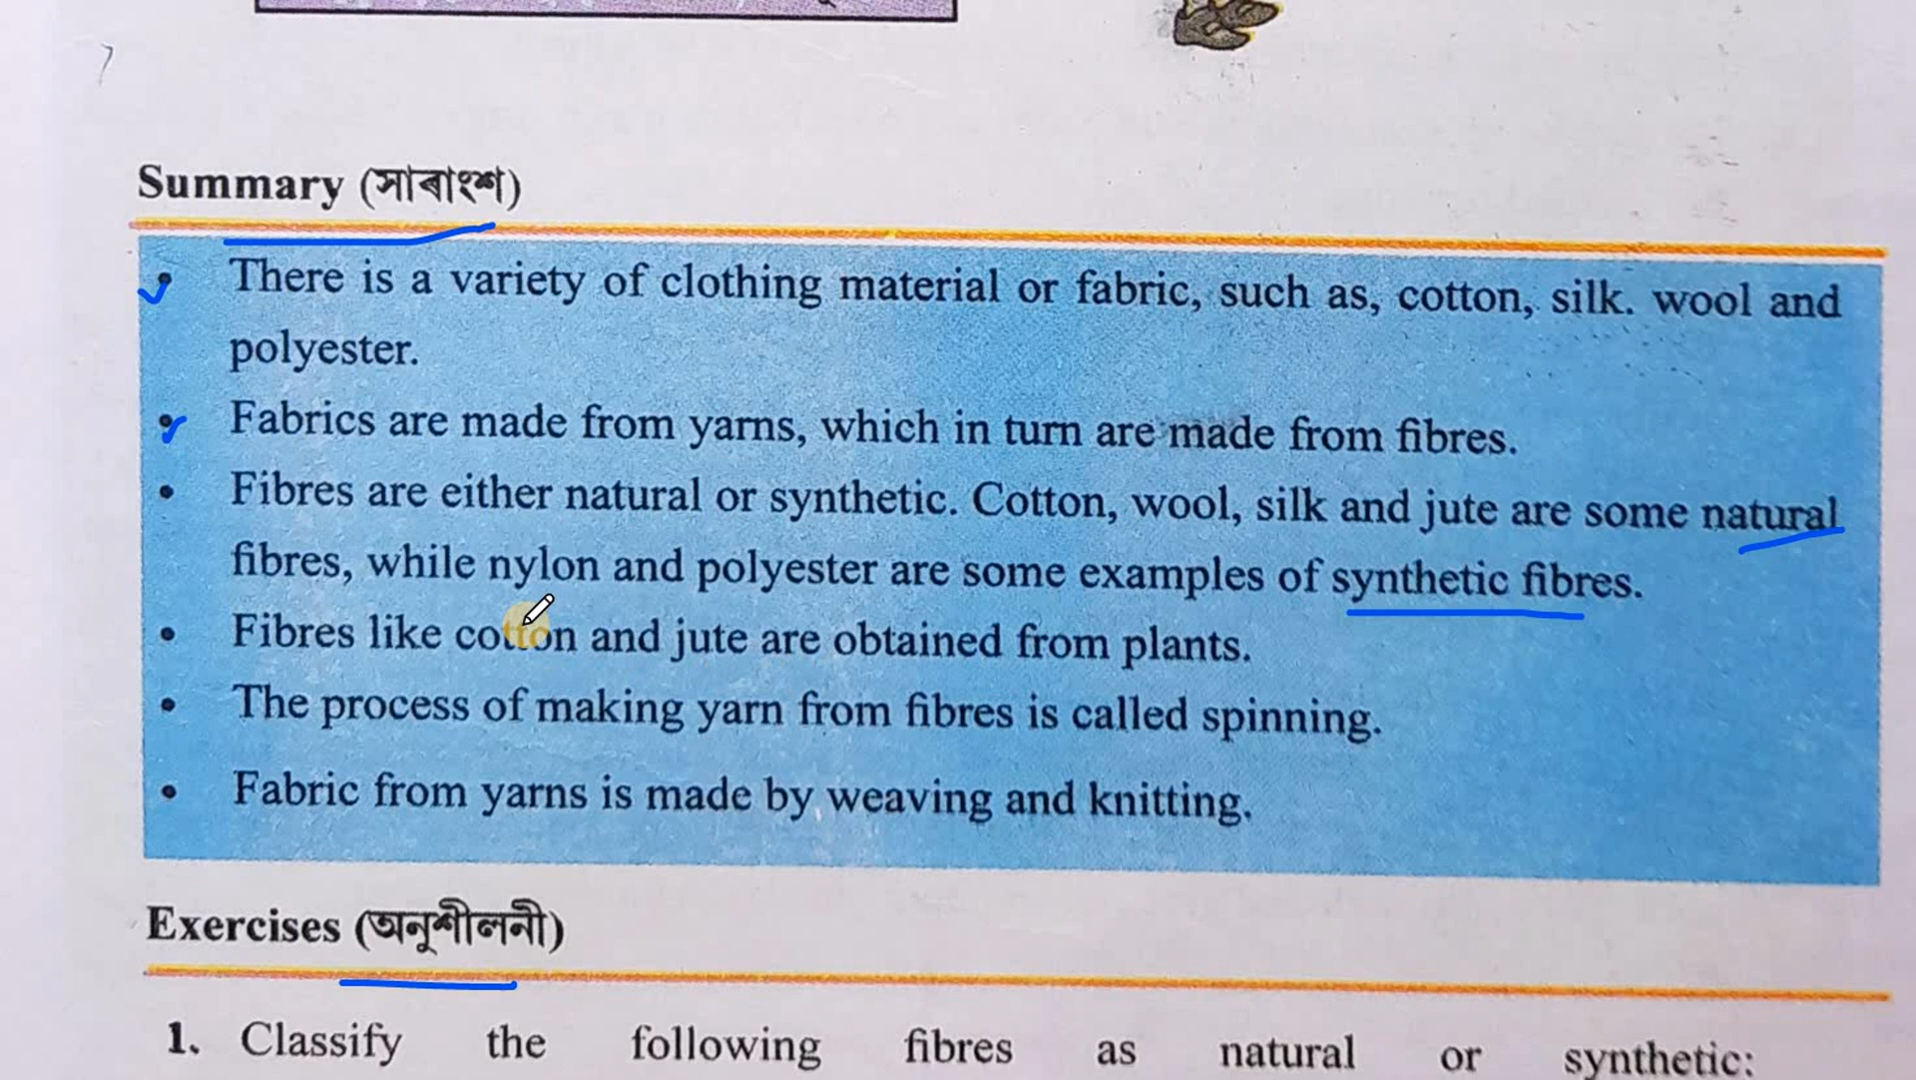 Summary (সাৰাংশ)
• There is a variety of clothing material or fabric, such as, cotton, silk. wool and
polyester.
• Fabrics are made from yarns, which in turn are made from fibres.
• Fibres are either natural or synthetic. Cotton, wool, silk and jute are some natural
fibres, while nylon and polyester are some examples of synthetic fibres.
• Fibres like cotton and jute are obtained from plants.
• The process of making yarn from fibres is called spinning.
• Fabric from yarns is made by weaving and knitting.
Exercises (অনুশীলনী)
1. Classify the following fibres as natural or synthetic: